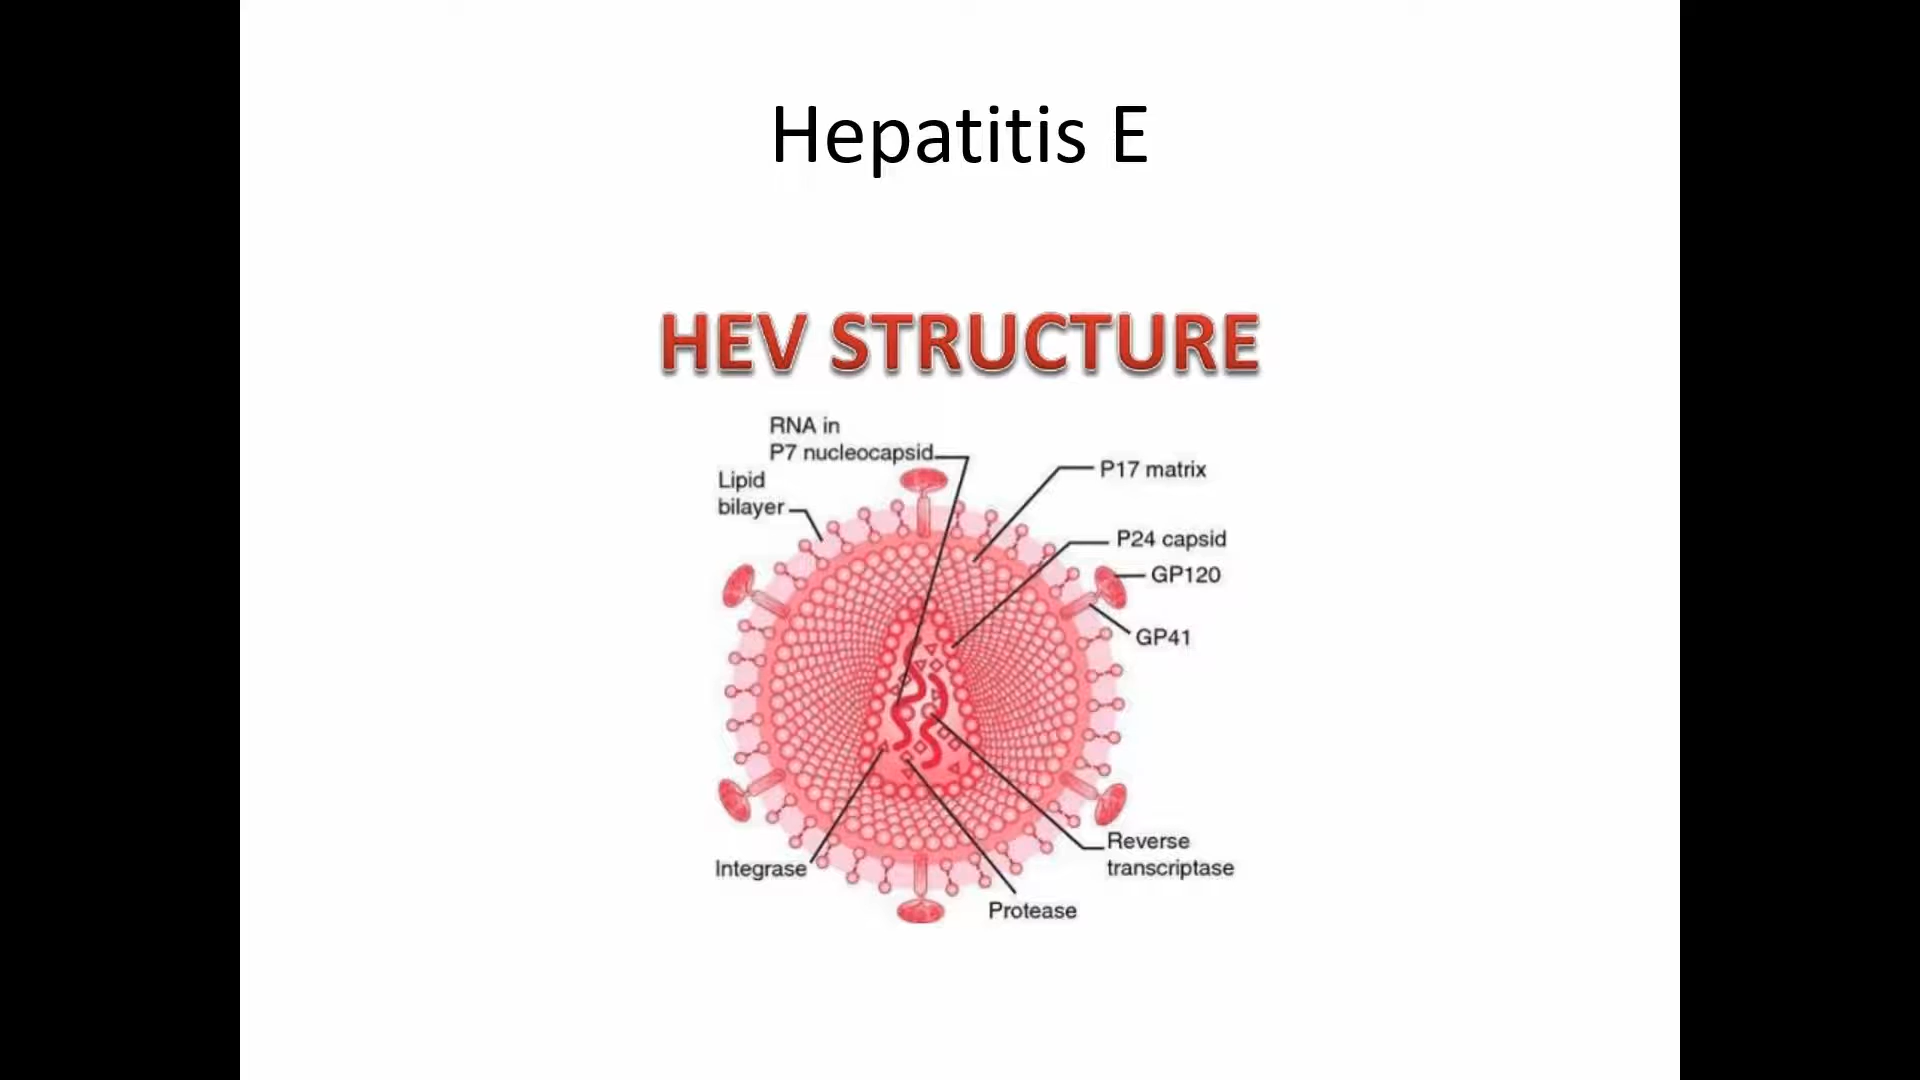 Hepatitis E
HEV STRUCTURE
RNA in
P7 nucleocapsid
Lipid
bilayer
P17 matrix
P24 capsid
GP120
GP41
Reverse
transcriptase
Integrase
Protease